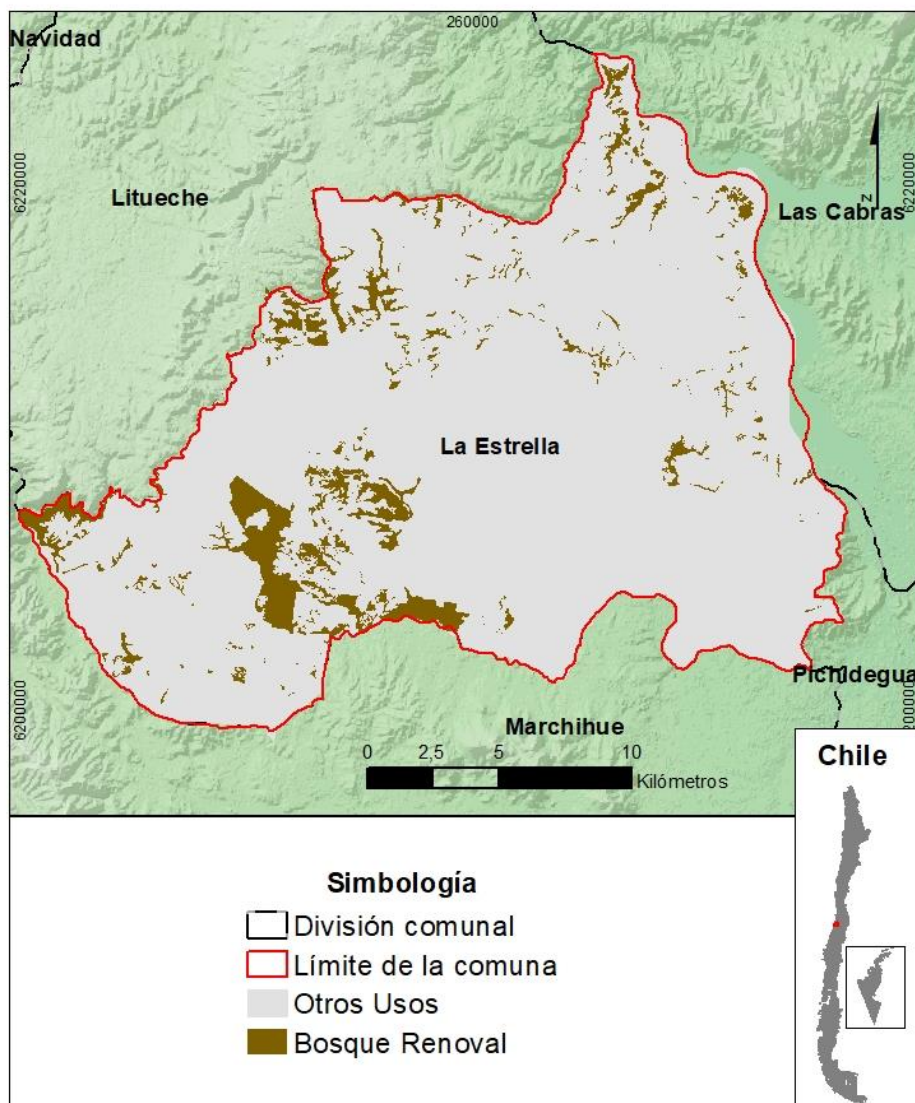 260000
Navidad
6220000
6220000
Litueche
Las Cabras
N
La Estrella
6200000
Pichidegua
Marchihue
0 2,5 5 10
Kilómetros
Chile
Simbología
División comunal
Límite de la comuna
Otros Usos
Bosque Renoval